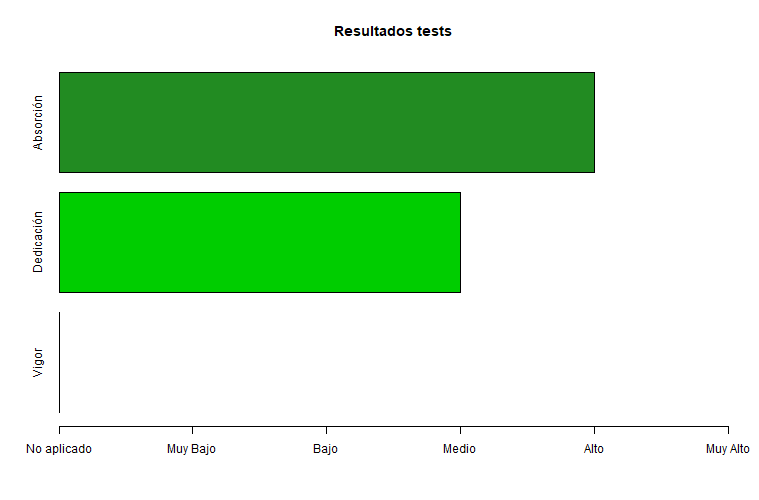 Resultados tests
Absorción
Dedicación
Vigor
No aplicado
Muy Bajo
Bajo
Medio
Alto
Muy Alto